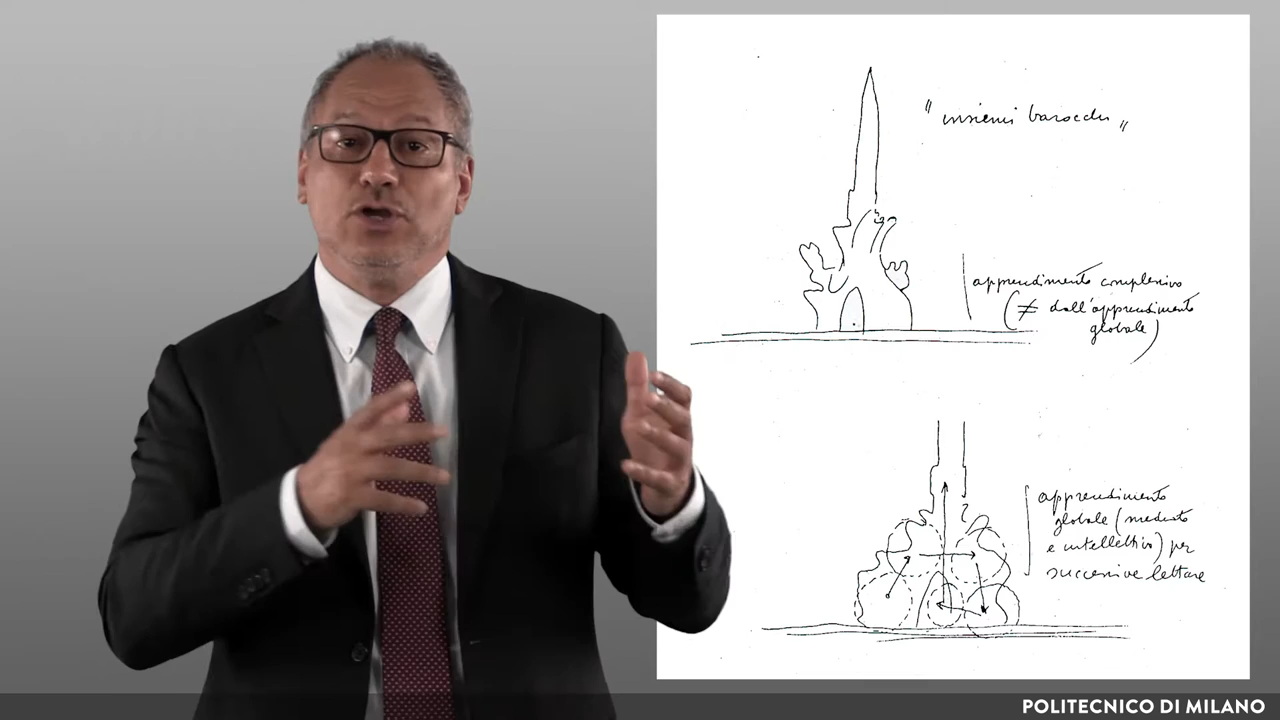 " insiemi barocchi "
apprendimento complessivo
( ≠ dall'apprendimento
globale )
apprendimento
globale ( mediato
e intellettivo ) per
successive letture
POLITECNICO DI MILANO